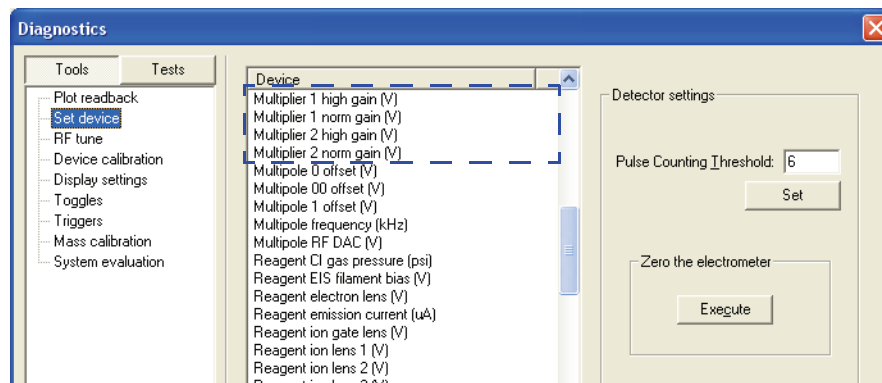 Diagnostics
Tools
Tests
Plot readback
Set device
RF tune
Device calibration
Display settings
Toggles
Triggers
Mass calibration
System evaluation
Device
Multiplier 1 high gain (V)
Multiplier 1 norm gain (V)
Multiplier 2 high gain (V)
Multiplier 2 norm gain (V)
Multipole 0 offset (V)
Multipole 00 offset (V)
Multipole 1 offset (V)
Multipole frequency (kHz)
Multipole RF DAC (V)
Reagent CI gas pressure (psi)
Reagent EIS filament bias (V)
Reagent electron lens (V)
Reagent emission current (uA)
Reagent ion gate lens (V)
Reagent ion lens 1 (V)
Reagent ion lens 2 (V)
Detector settings
Pulse Counting Threshold: 6
Set
Zero the electrometer
Execute